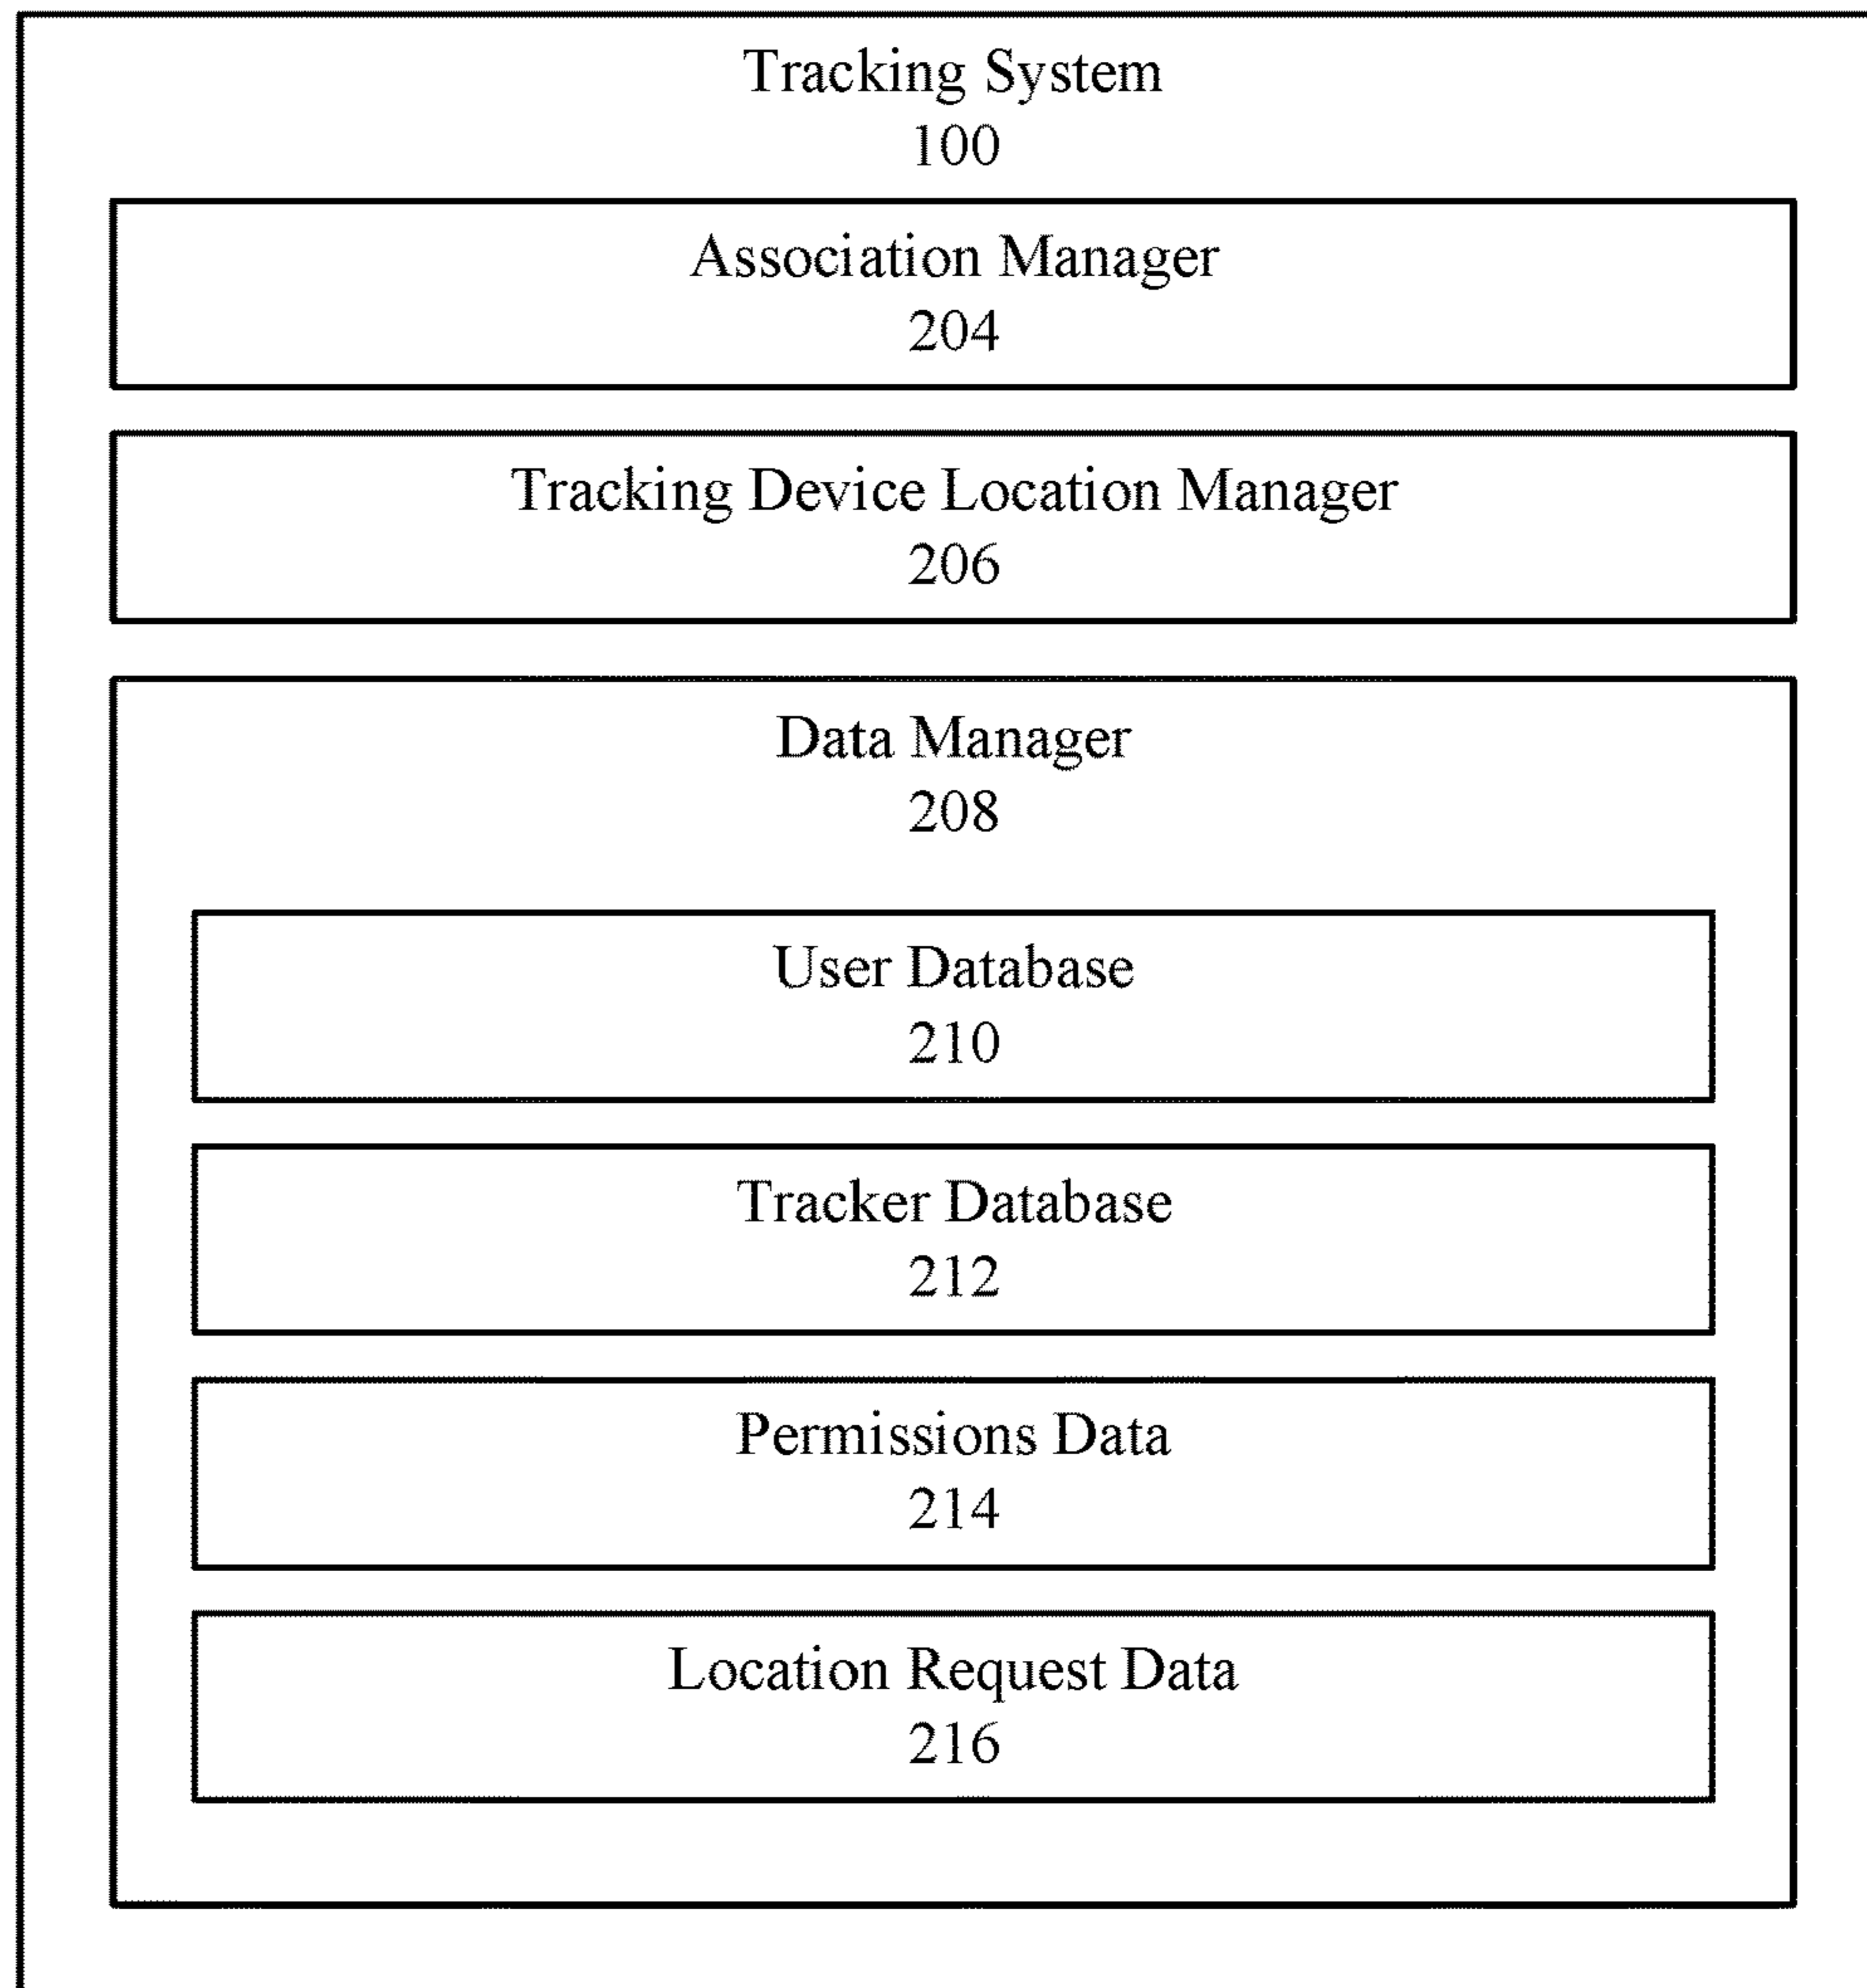 Tracking System
100
Association Manager
204
Tracking Device Location Manager
206
Data Manager
208
User Database
210
Tracker Database
212
Permissions Data
214
Location Request Data
216